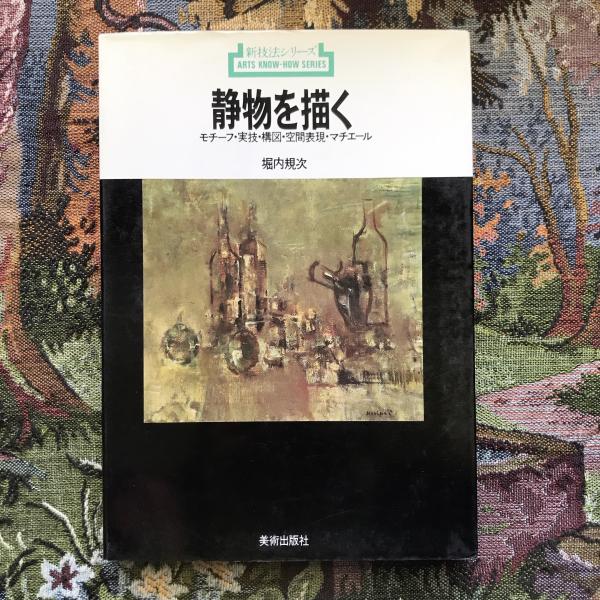 新技法シリーズ
ARTS KNOW-HOW SERIES
静物を描く
モチーフ・実技・構図・空間表現・マチエール
堀内規次
美術出版社